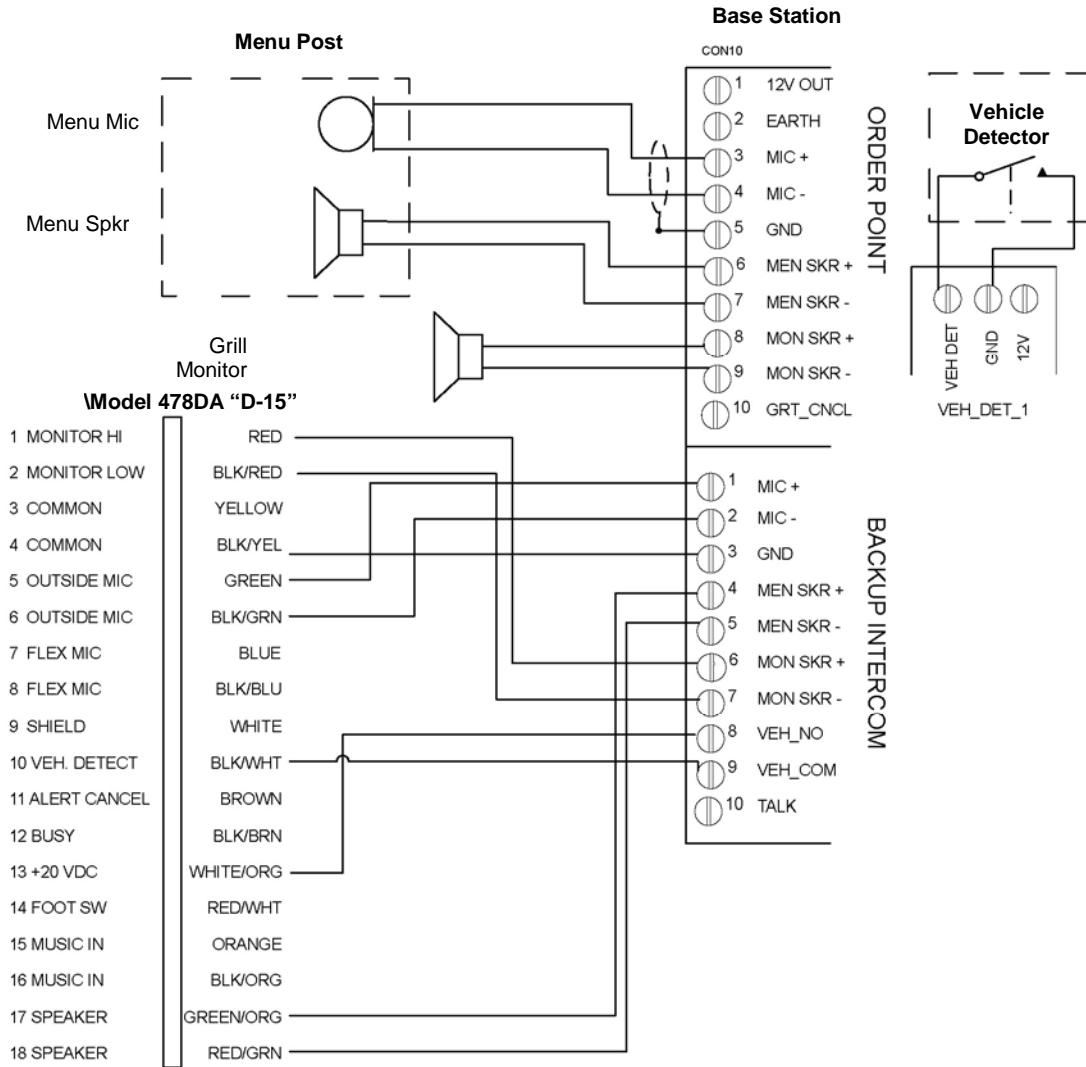 Base Station
Menu Post
CON10
Menu Mic
Menu Spkr
1 12V OUT
2 EARTH
3 MIC +
4 MIC -
5 GND
6 MEN SKR +
7 MEN SKR -
8 MON SKR +
9 MON SKR -
10 GRT_CNCL
ORDER POINT
Vehicle
Detector
VEH DET
GND
12V
VEH_DET_1
Grill
Monitor
\Model 478DA “D-15”
1 MONITOR HI RED
2 MONITOR LOW BLK/RED
3 COMMON YELLOW
4 COMMON BLK/YEL
5 OUTSIDE MIC GREEN
6 OUTSIDE MIC BLK/GRN
7 FLEX MIC BLUE
8 FLEX MIC BLK/BLU
9 SHIELD WHITE
10 VEH. DETECT BLK/WHT
11 ALERT CANCEL BROWN
12 BUSY BLK/BRN
13 +20 VDC WHITE/ORG
14 FOOT SW RED/WHT
15 MUSIC IN ORANGE
16 MUSIC IN BLK/ORG
17 SPEAKER GREEN/ORG
18 SPEAKER RED/GRN
1 MIC +
2 MIC -
3 GND
4 MEN SKR +
5 MEN SKR -
6 MON SKR +
7 MON SKR -
8 VEH_NO
9 VEH_COM
10 TALK
BACKUP INTERCOM